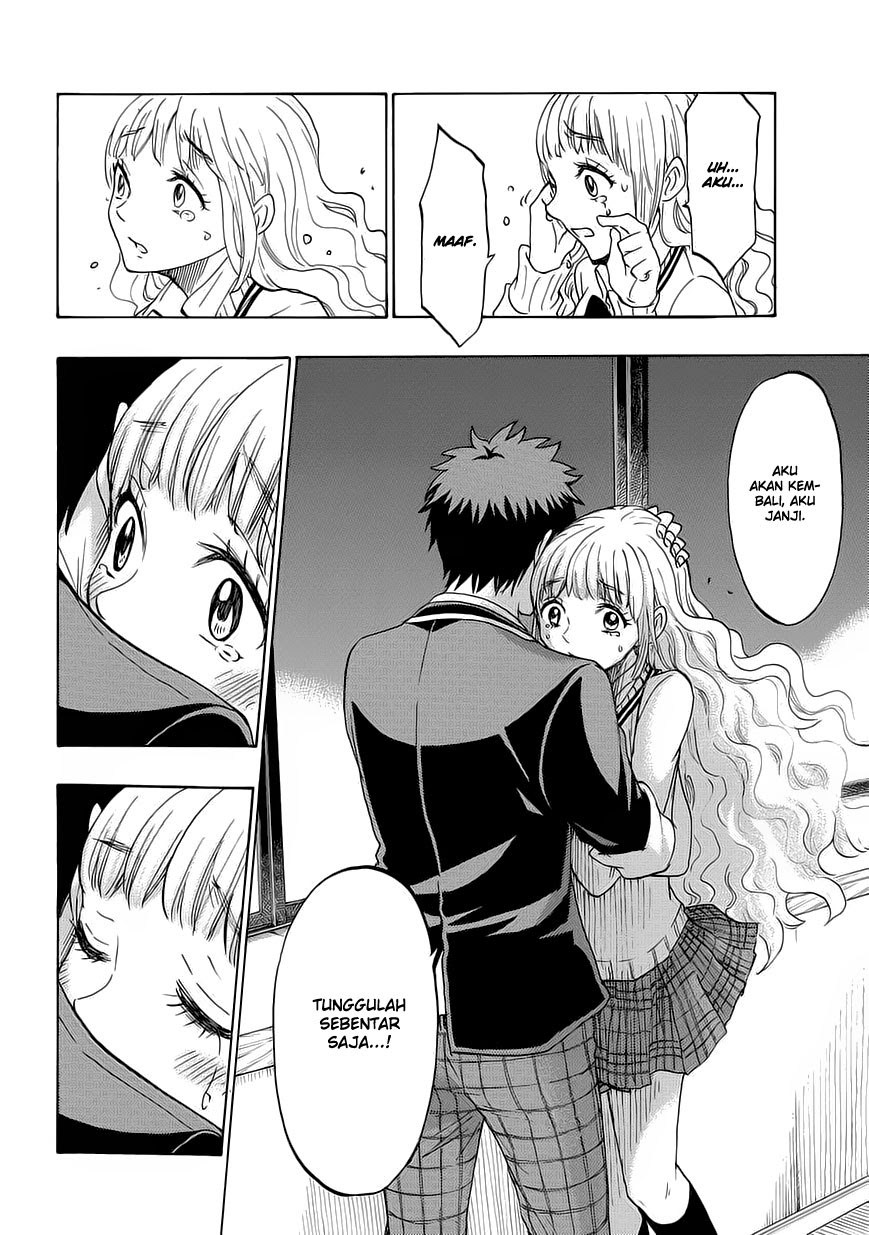 UH...
AKU...
MAAF.
AKU
AKAN KEM-
BALI, AKU
JANJI.
TUNGGULAH
SEBENTAR
SAJA...!